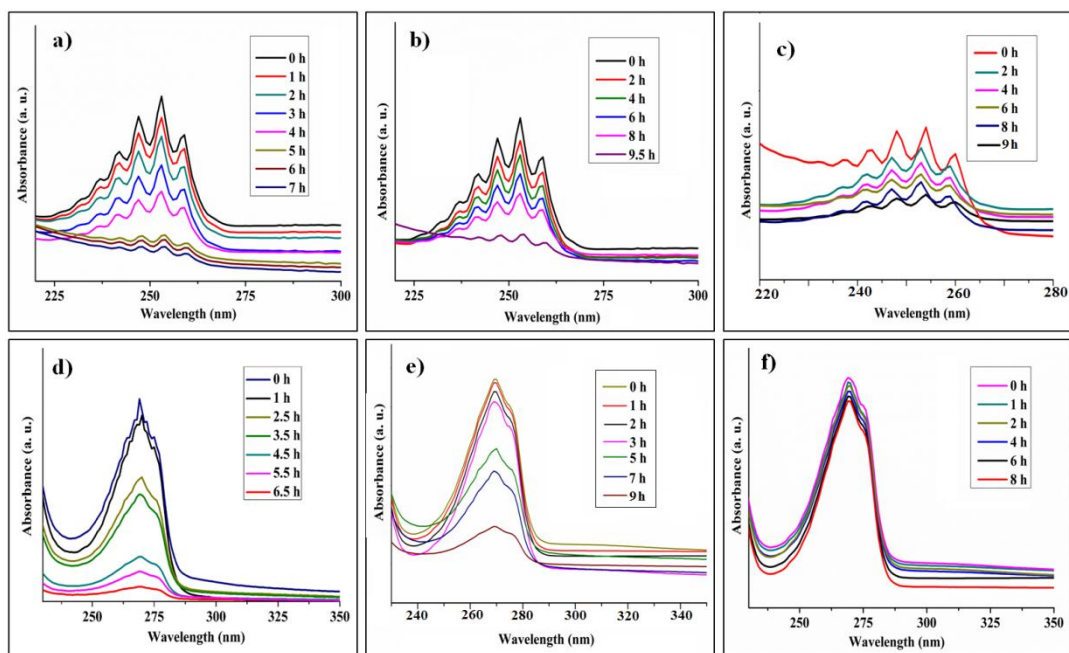 a)
0 h
1 h
2 h
3 h
4 h
5 h
6 h
7 h
Absorbance (a. u.)
225 250 275 300
Wavelength (nm)
b)
0 h
2 h
4 h
6 h
8 h
9.5 h
Absorbance (a. u.)
225 250 275 300
Wavelength (nm)
c)
0 h
2 h
4 h
6 h
8 h
9 h
Absorbance (a. u.)
220 240 260 280
Wavelength (nm)
d)
0 h
1 h
2.5 h
3.5 h
4.5 h
5.5 h
6.5 h
Absorbance (a. u.)
250 275 300 325 350
Wavelength (nm)
e)
0 h
1 h
2 h
3 h
5 h
7 h
9 h
Absorbance (a. u.)
240 260 280 300 320 340
Wavelength (nm)
f)
0 h
1 h
2 h
4 h
6 h
8 h
Absorbance (a. u.)
250 275 300 325 350
Wavelength (nm)